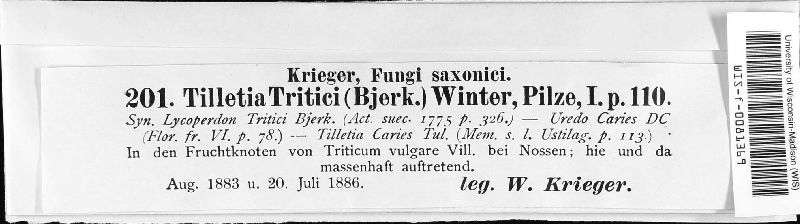 Krieger, Fungi saxonici.
201. Tilletia Tritici (Bjerk.) Winter, Pilze, I. p. 110.
Syn. Lycoperdon Tritici Bjerk. (Act. suec. 1775 p. 326.) — Uredo Caries DC
(Flor. fr. VI. p. 78.) — Tilletia Caries Tul. (Mem. s. l. Ustilag. p. 113.)
In den Fruchtknoten von Triticum vulgare Vill. bei Nossen; hie und da
massenhaft auftretend.
Aug. 1883 u. 20. Juli 1886. leg. W. Krieger.
University of Wisconsin-Madison (WIS)
WIS-f-0081369